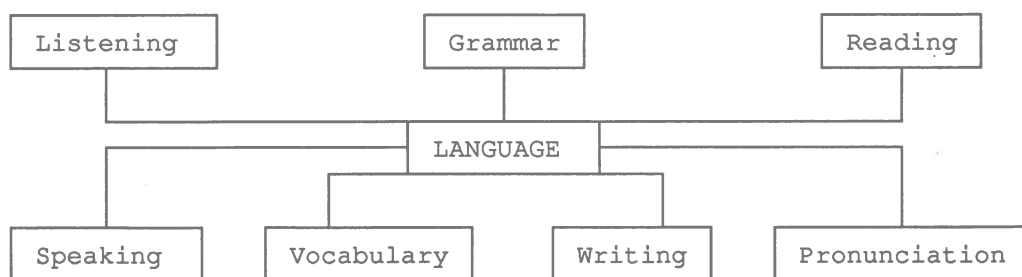 Listening Grammar Reading
LANGUAGE
Speaking Vocabulary Writing Pronunciation